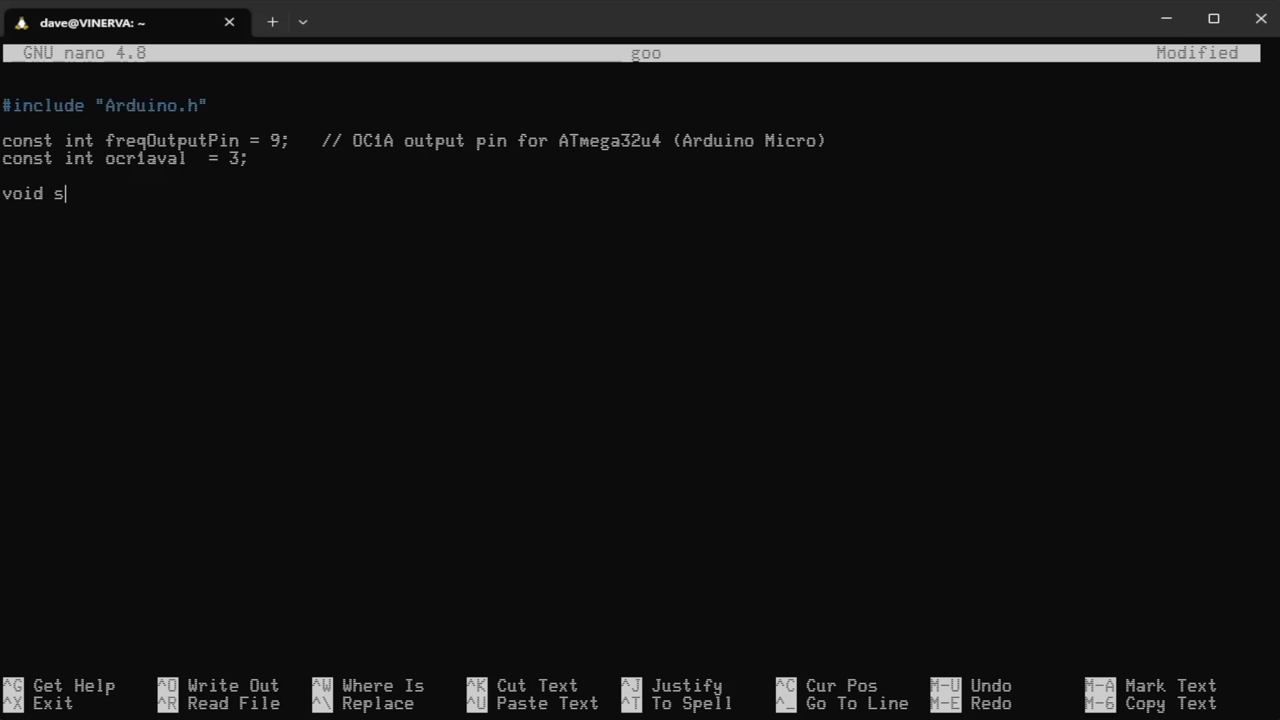 dave@VINERVA: ~
GNU nano 4.8 goo Modified
#include "Arduino.h"
const int freqOutputPin = 9;   // OC1A output pin for ATmega32u4 (Arduino Micro)
const int ocr1aval  = 3;
void s
^G Get Help ^O Write Out ^W Where Is ^K Cut Text ^J Justify ^C Cur Pos M-U Undo M-A Mark Text
^X Exit ^R Read File ^\ Replace ^U Paste Text ^T To Spell ^_ Go To Line M-E Redo M-6 Copy Text